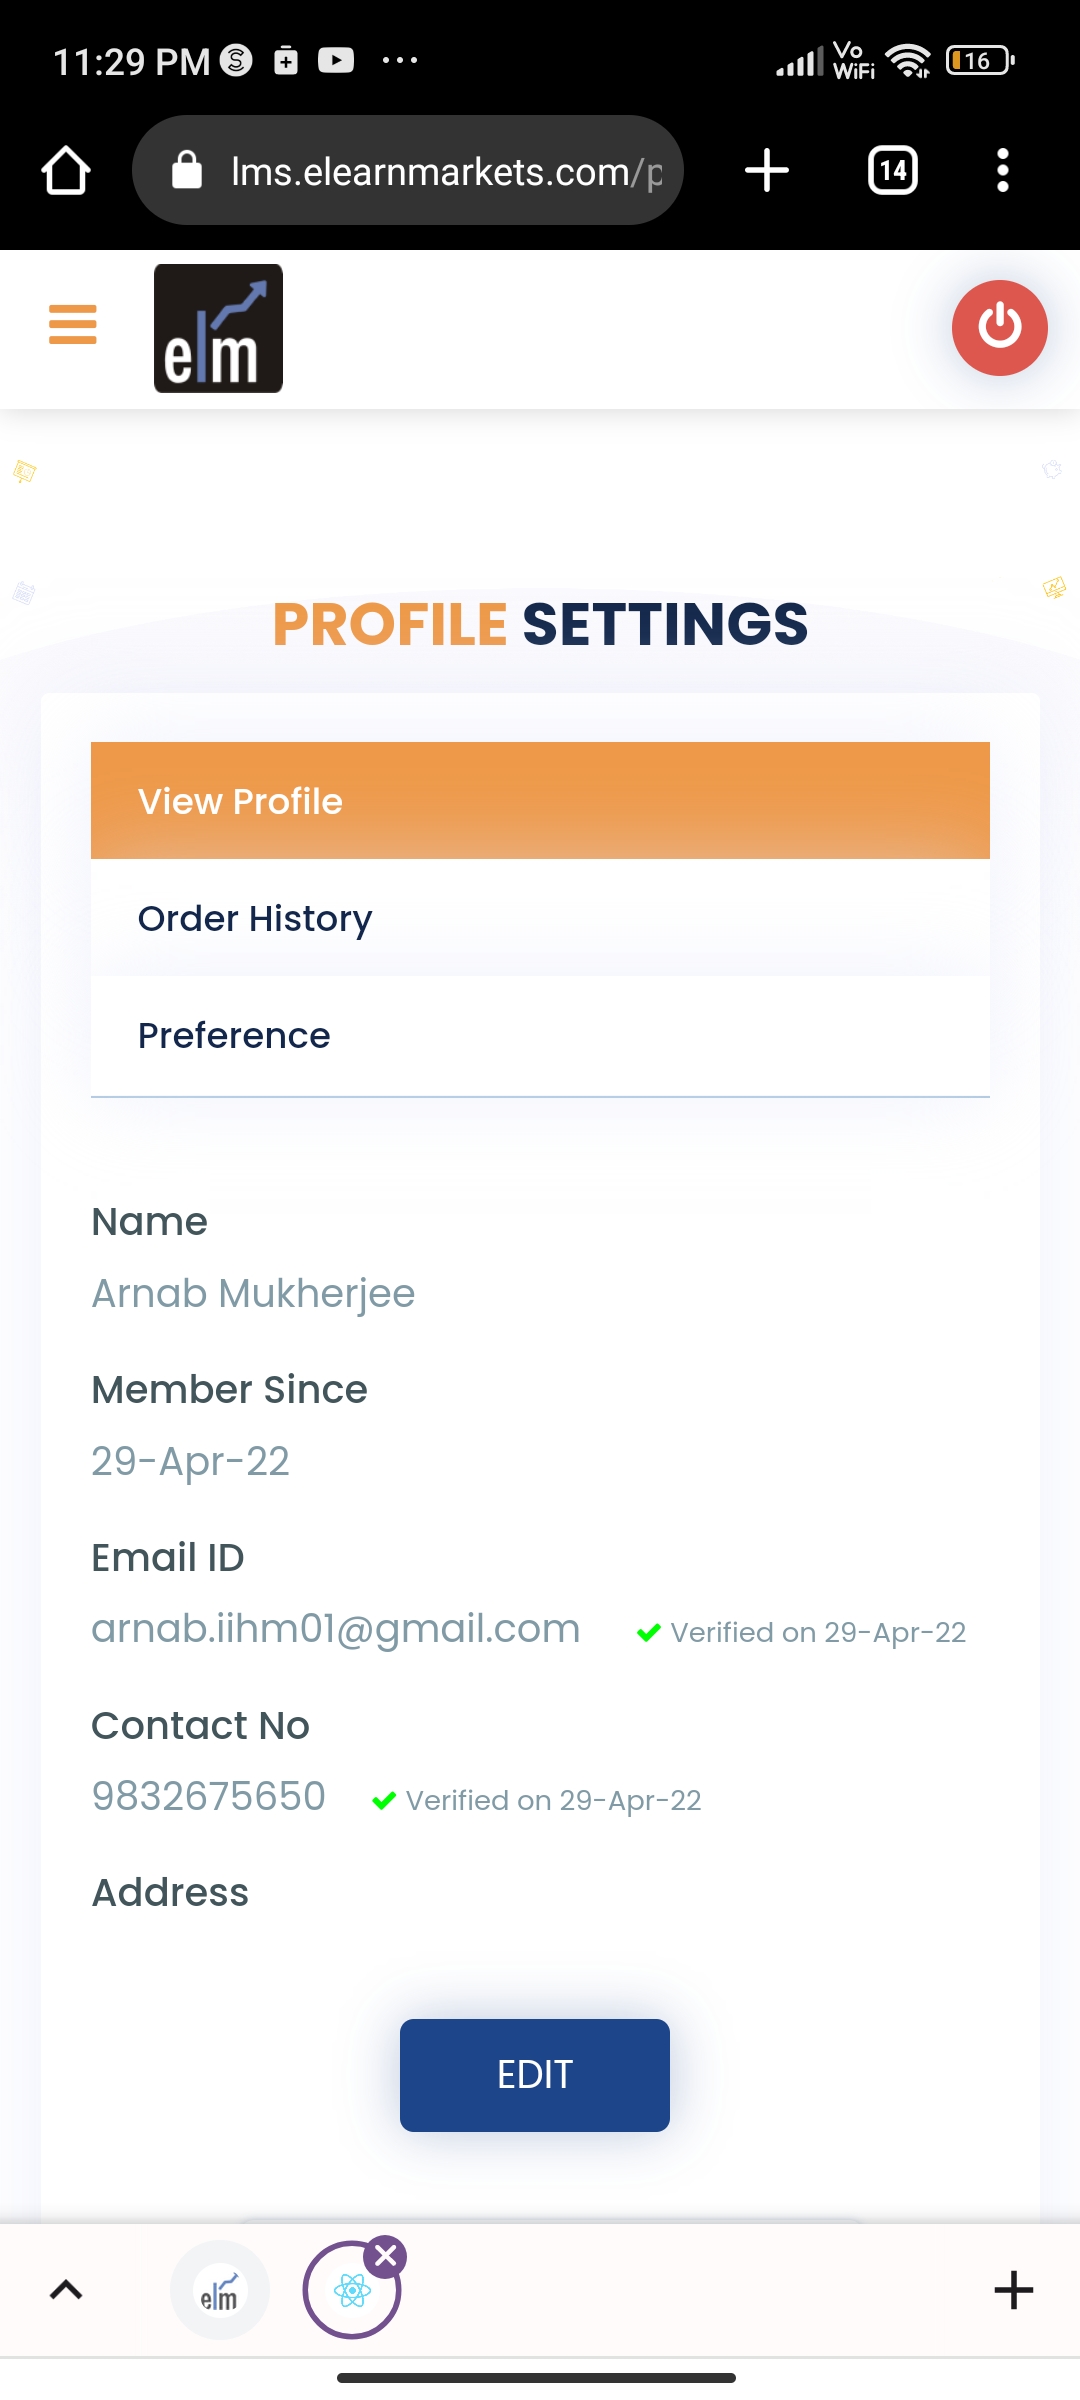 11:29 PM
Vo
WiFi
16
lms.elearnmarkets.com/p
14
elm
PROFILE SETTINGS
View Profile
Order History
Preference
Name
Arnab Mukherjee
Member Since
29-Apr-22
Email ID
arnab.iihm01@gmail.com Verified on 29-Apr-22
Contact No
9832675650 Verified on 29-Apr-22
Address
EDIT
elm